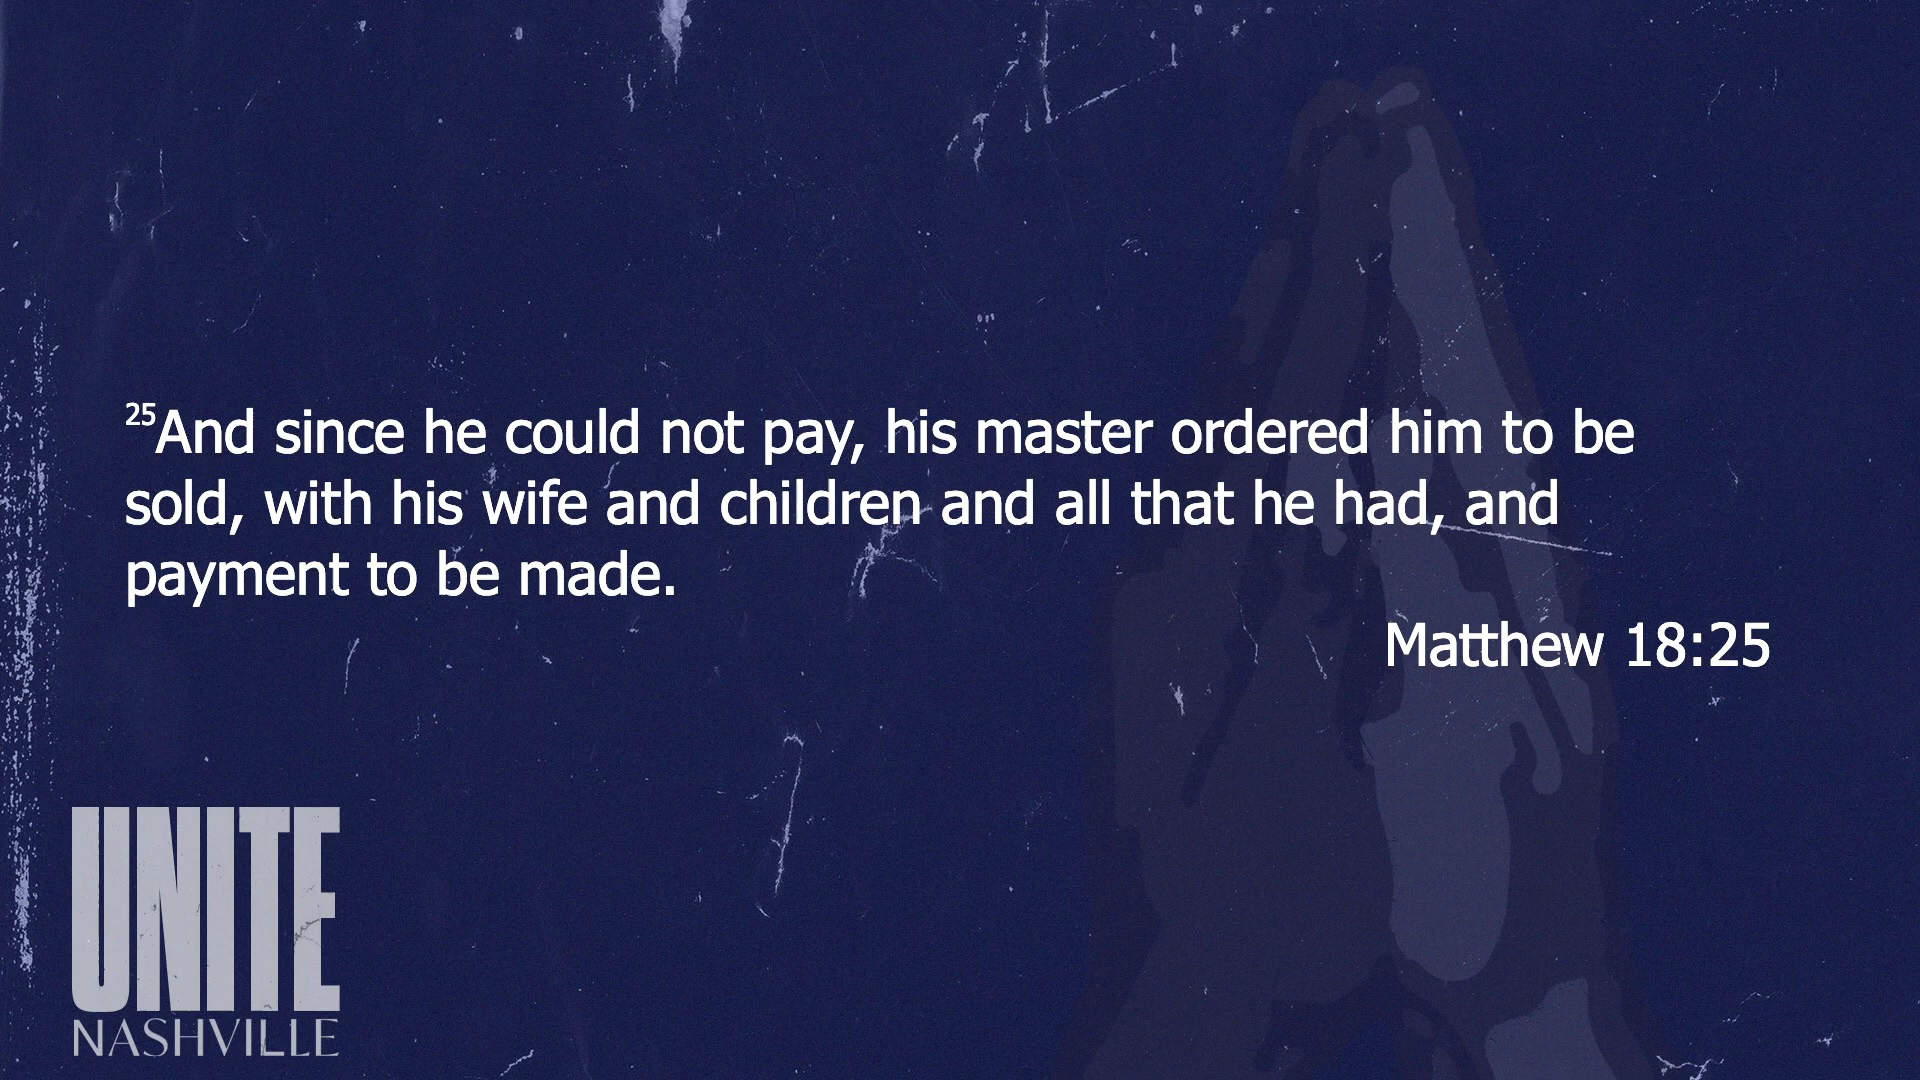 25And since he could not pay, his master ordered him to be
sold, with his wife and children and all that he had, and
payment to be made.
Matthew 18:25
UNITE
NASHVILLE